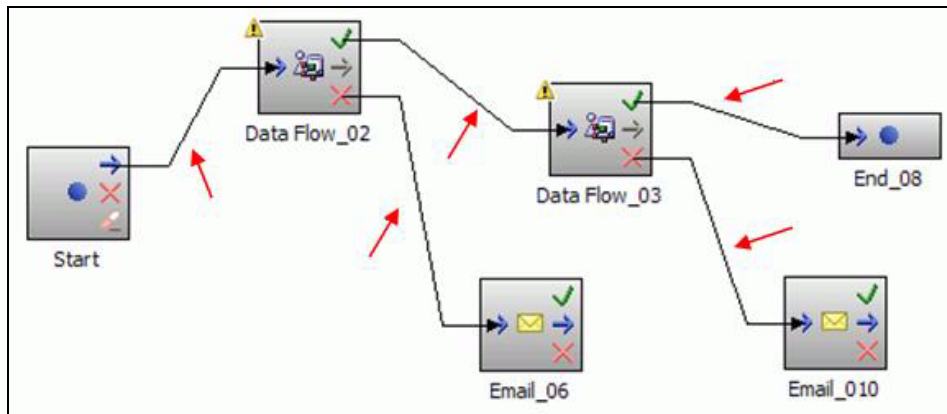 Data Flow_02
Data Flow_03
End_08
Start
Email_06
Email_010